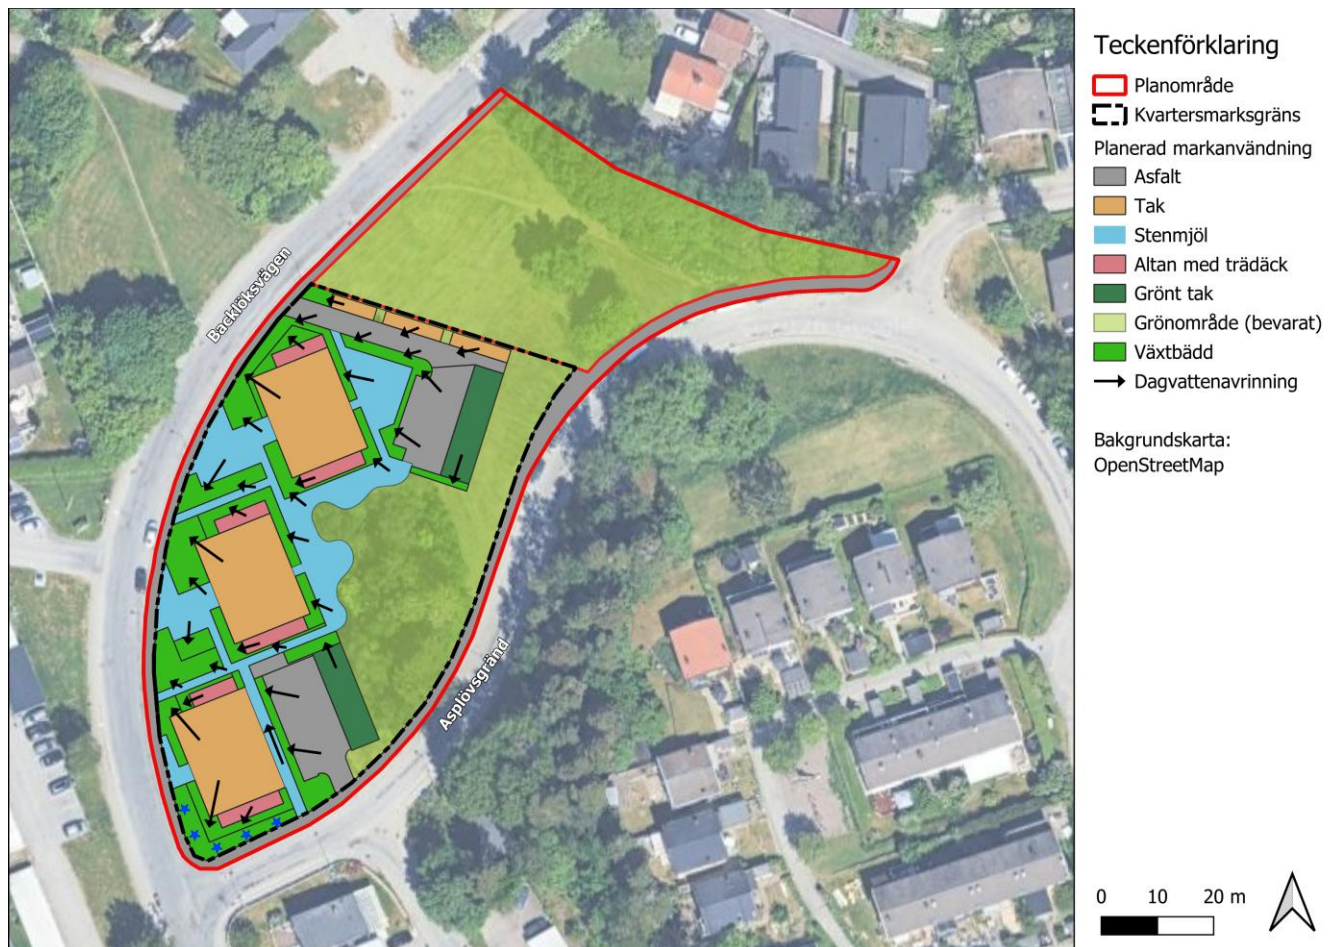 Teckenförklaring
Planområde
Kvartersmarksgräns
Planerad markanvändning
Asfalt
Tak
Stenmjöl
Altan med trädäck
Grönt tak
Grönområde (bevarat)
Växtbädd
Dagvattenavrinning
Bakgrundskarta:
OpenStreetMap
Backlöksvägen
Asplövsgränd
0 10 20 m